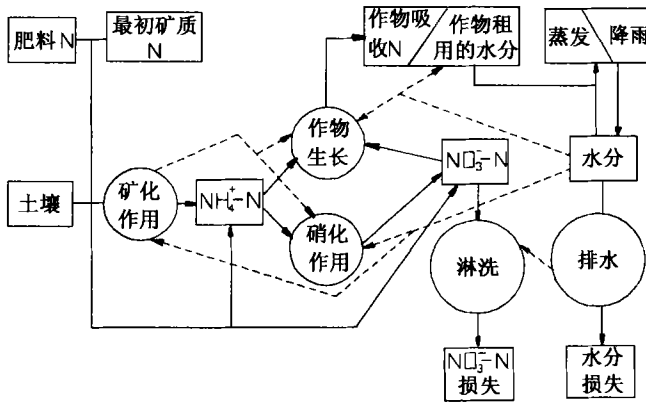 肥料N
最初矿质
N
作物吸
收N
作物租
用的水分
蒸发
降雨
作物
生长
土壤
矿化
作用
NH₄⁺-N
硝化
作用
NO₃⁻-N
水分
淋洗
排水
NO₃⁻-N
损失
水分
损失